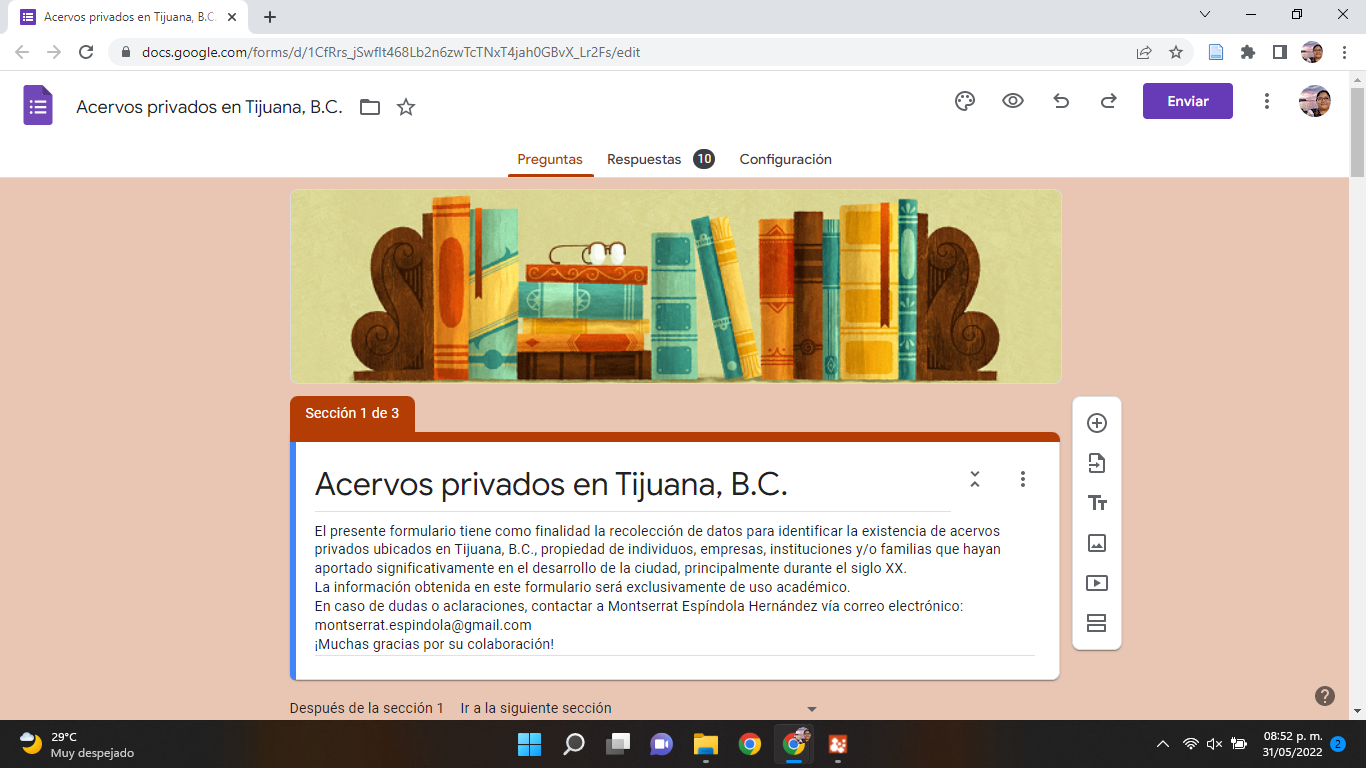 Acervos privados en Tijuana, B.C.
docs.google.com/forms/d/1CfRrs_jSwfIt468Lb2n6zwTcTNxT4jah0GBvX_Lr2Fs/edit
Acervos privados en Tijuana, B.C.
Enviar
Preguntas Respuestas 10 Configuración
Sección 1 de 3
Acervos privados en Tijuana, B.C.
El presente formulario tiene como finalidad la recolección de datos para identificar la existencia de acervos
privados ubicados en Tijuana, B.C., propiedad de individuos, empresas, instituciones y/o familias que hayan
aportado significativamente en el desarrollo de la ciudad, principalmente durante el siglo XX.
La información obtenida en este formulario será exclusivamente de uso académico.
En caso de dudas o aclaraciones, contactar a Montserrat Espíndola Hernández vía correo electrónico:
montserrat.espindola@gmail.com
¡Muchas gracias por su colaboración!
Después de la sección 1 Ir a la siguiente sección
29°C
Muy despejado
08:52 p. m.
31/05/2022
2